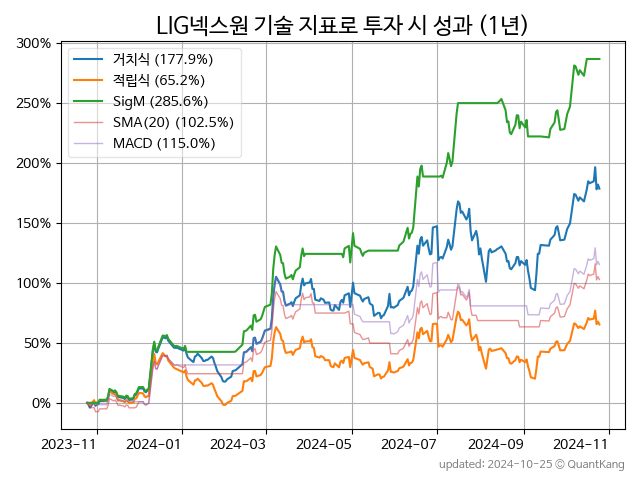 LIG넥스원 기술 지표로 투자 시 성과 (1년)
300%
250%
200%
150%
100%
50%
0%
거치식 (177.9%)
적립식 (65.2%)
SigM (285.6%)
SMA(20) (102.5%)
MACD (115.0%)
2023-11 2024-01 2024-03 2024-05 2024-07 2024-09 2024-11
updated: 2024-10-25 © QuantKang